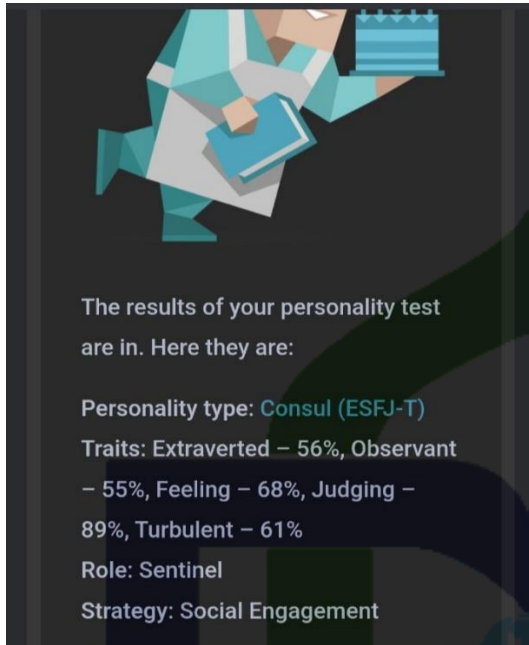 The results of your personality test
are in. Here they are:
Personality type: Consul (ESFJ-T)
Traits: Extraverted – 56%, Observant
– 55%, Feeling – 68%, Judging –
89%, Turbulent – 61%
Role: Sentinel
Strategy: Social Engagement